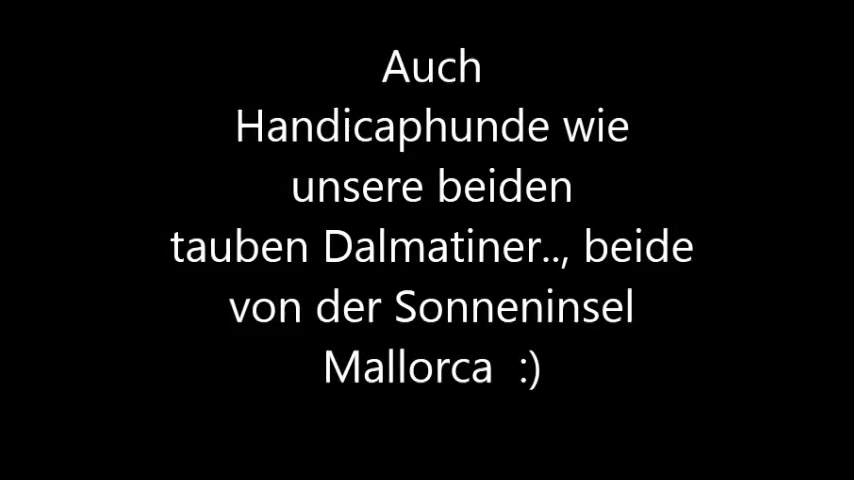 Auch
Handicaphunde wie
unsere beiden
tauben Dalmatiner.., beide
von der Sonneninsel
Mallorca  :)